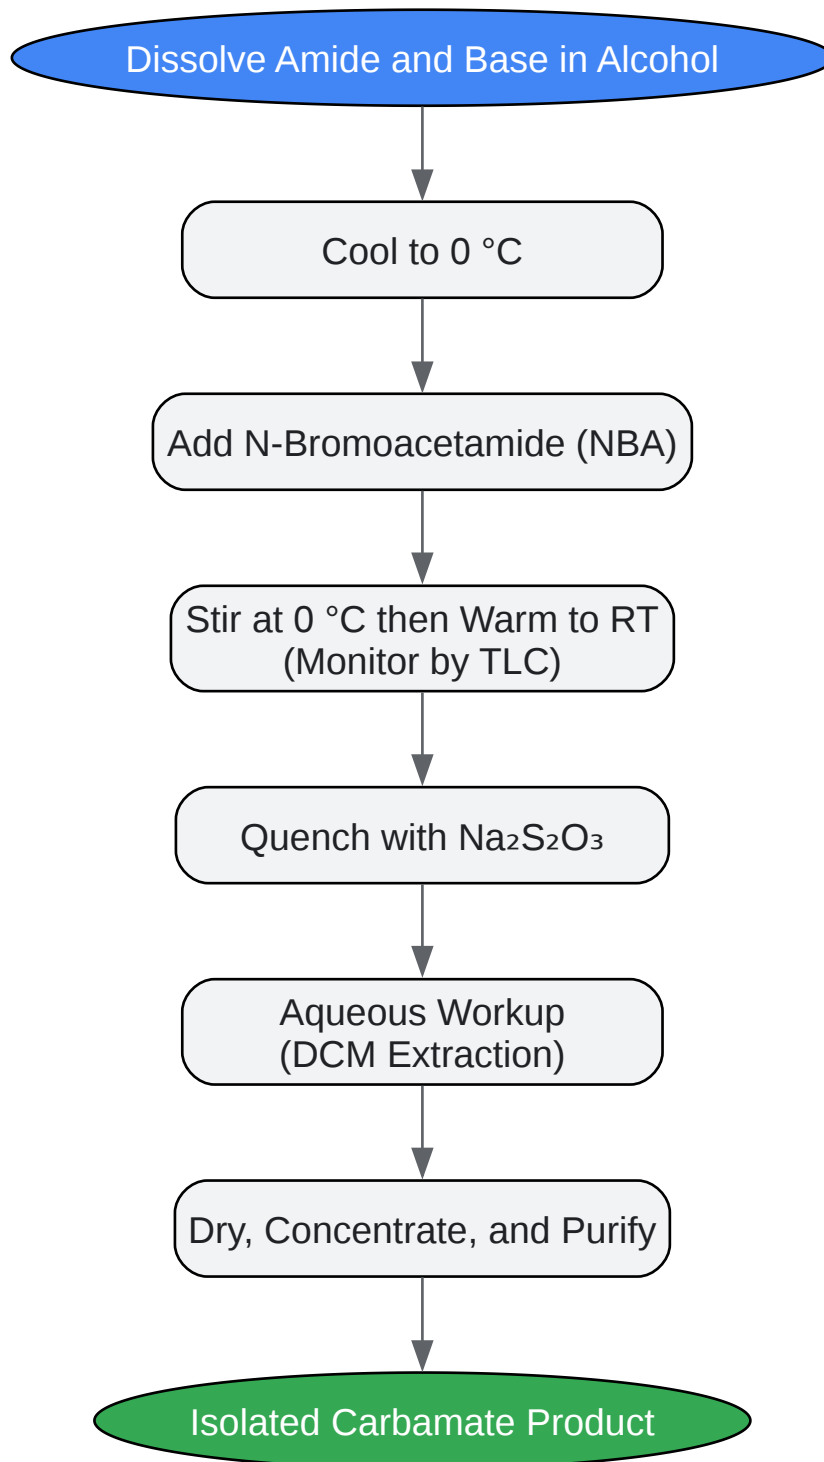 Dissolve Amide and Base in Alcohol
Cool to 0 °C
Add N-Bromoacetamide (NBA)
Stir at 0 °C then Warm to RT
(Monitor by TLC)
Quench with Na₂S₂O₃
Aqueous Workup
(DCM Extraction)
Dry, Concentrate, and Purify
Isolated Carbamate Product